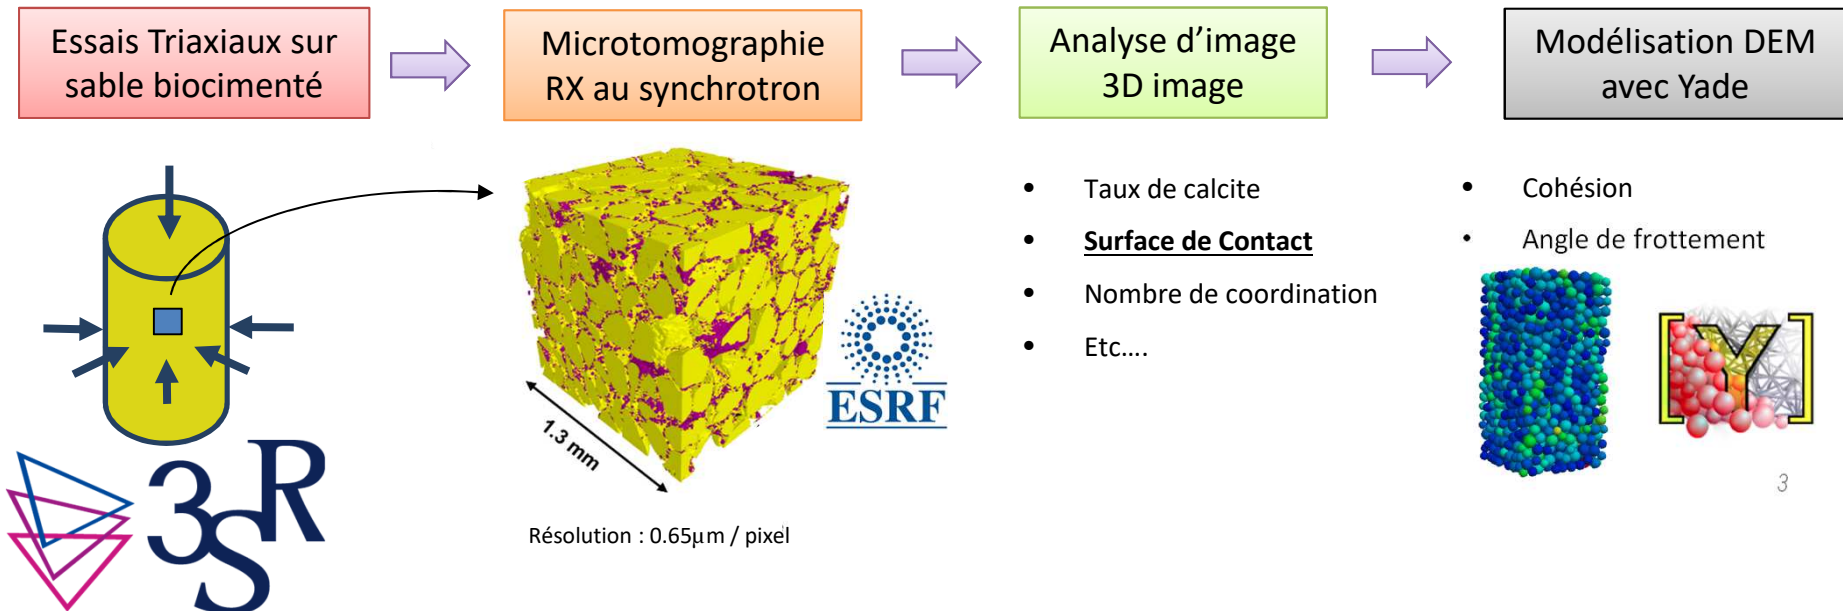 Essais Triaxiaux sur
sable biocimenté
Microtomographie
RX au synchrotron
Analyse d’image
3D image
Modélisation DEM
avec Yade
• Taux de calcite
• Surface de Contact
• Nombre de coordination
• Etc....
• Cohésion
• Angle de frottement
1.3 mm
ESRF
Résolution : 0.65µm / pixel
3SR
[Y]
3